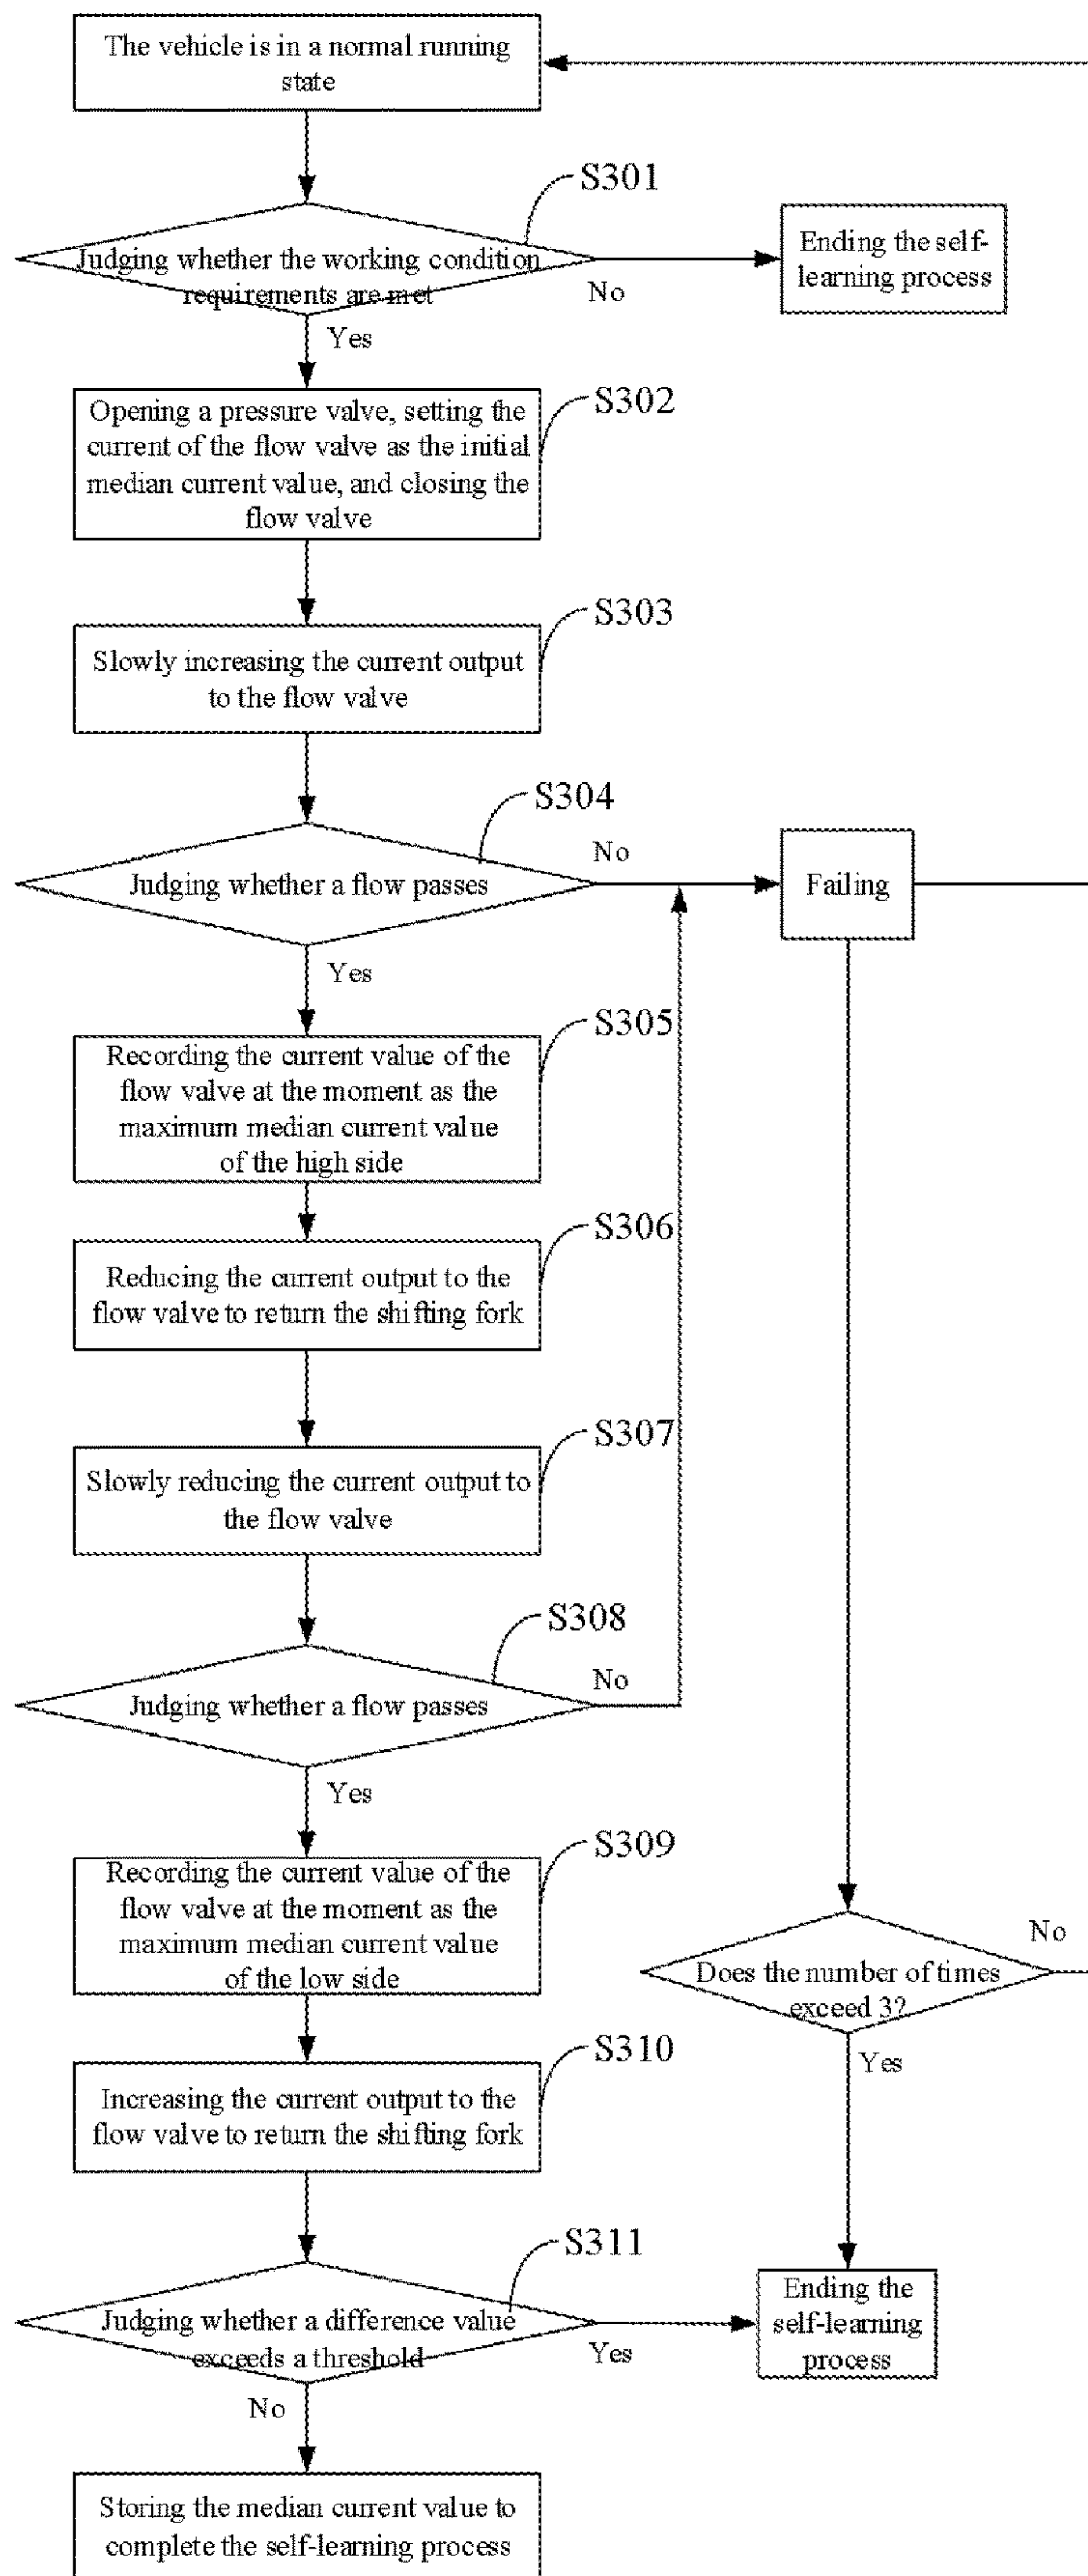 The vehicle is in a normal running
state
S301
Judging whether the working condition
requirements are met
No
Ending the self-
learning process
Yes
S302
Opening a pressure valve, setting the
current of the flow valve as the initial
median current value, and closing the
flow valve
S303
Slowly increasing the current output
to the flow valve
S304
Judging whether a flow passes
No
Failing
Yes
S305
Recording the current value of the
flow valve at the moment as the
maximum median current value
of the high side
S306
Reducing the current output to the
flow valve to return the shifting fork
S307
Slowly reducing the current output to
the flow valve
S308
Judging whether a flow passes
No
Yes
S309
Recording the current value of the
flow valve at the moment as the
maximum median current value
of the low side
Does the number of times
exceed 3?
No
Yes
S310
Increasing the current output to the
flow valve to return the shifting fork
S311
Judging whether a difference value
exceeds a threshold
Yes
Ending the
self-learning
process
No
Storing the median current value to
complete the self-learning process